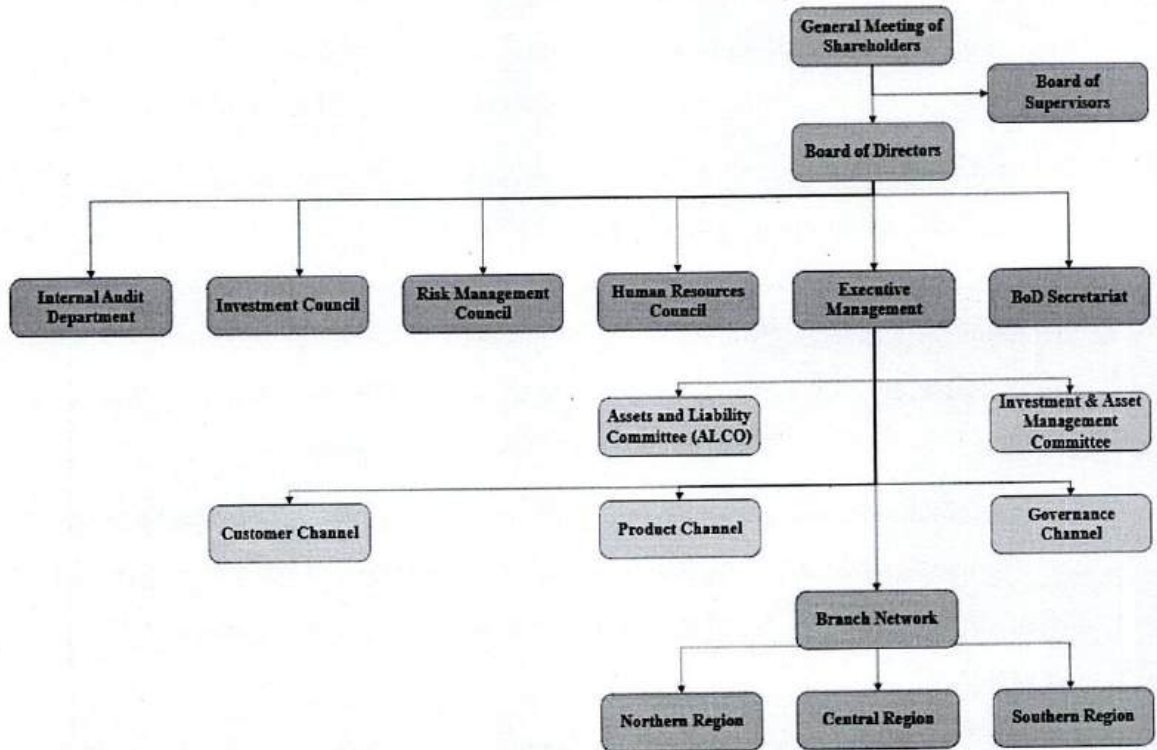 General Meeting of
Shareholders
Board of
Supervisors
Board of Directors
Internal Audit
Department
Investment Council
Risk Management
Council
Human Resources
Council
Executive
Management
BoD Secretariat
Assets and Liability
Committee (ALCO)
Investment & Asset
Management
Committee
Customer Channel
Product Channel
Governance
Channel
Branch Network
Northern Region
Central Region
Southern Region